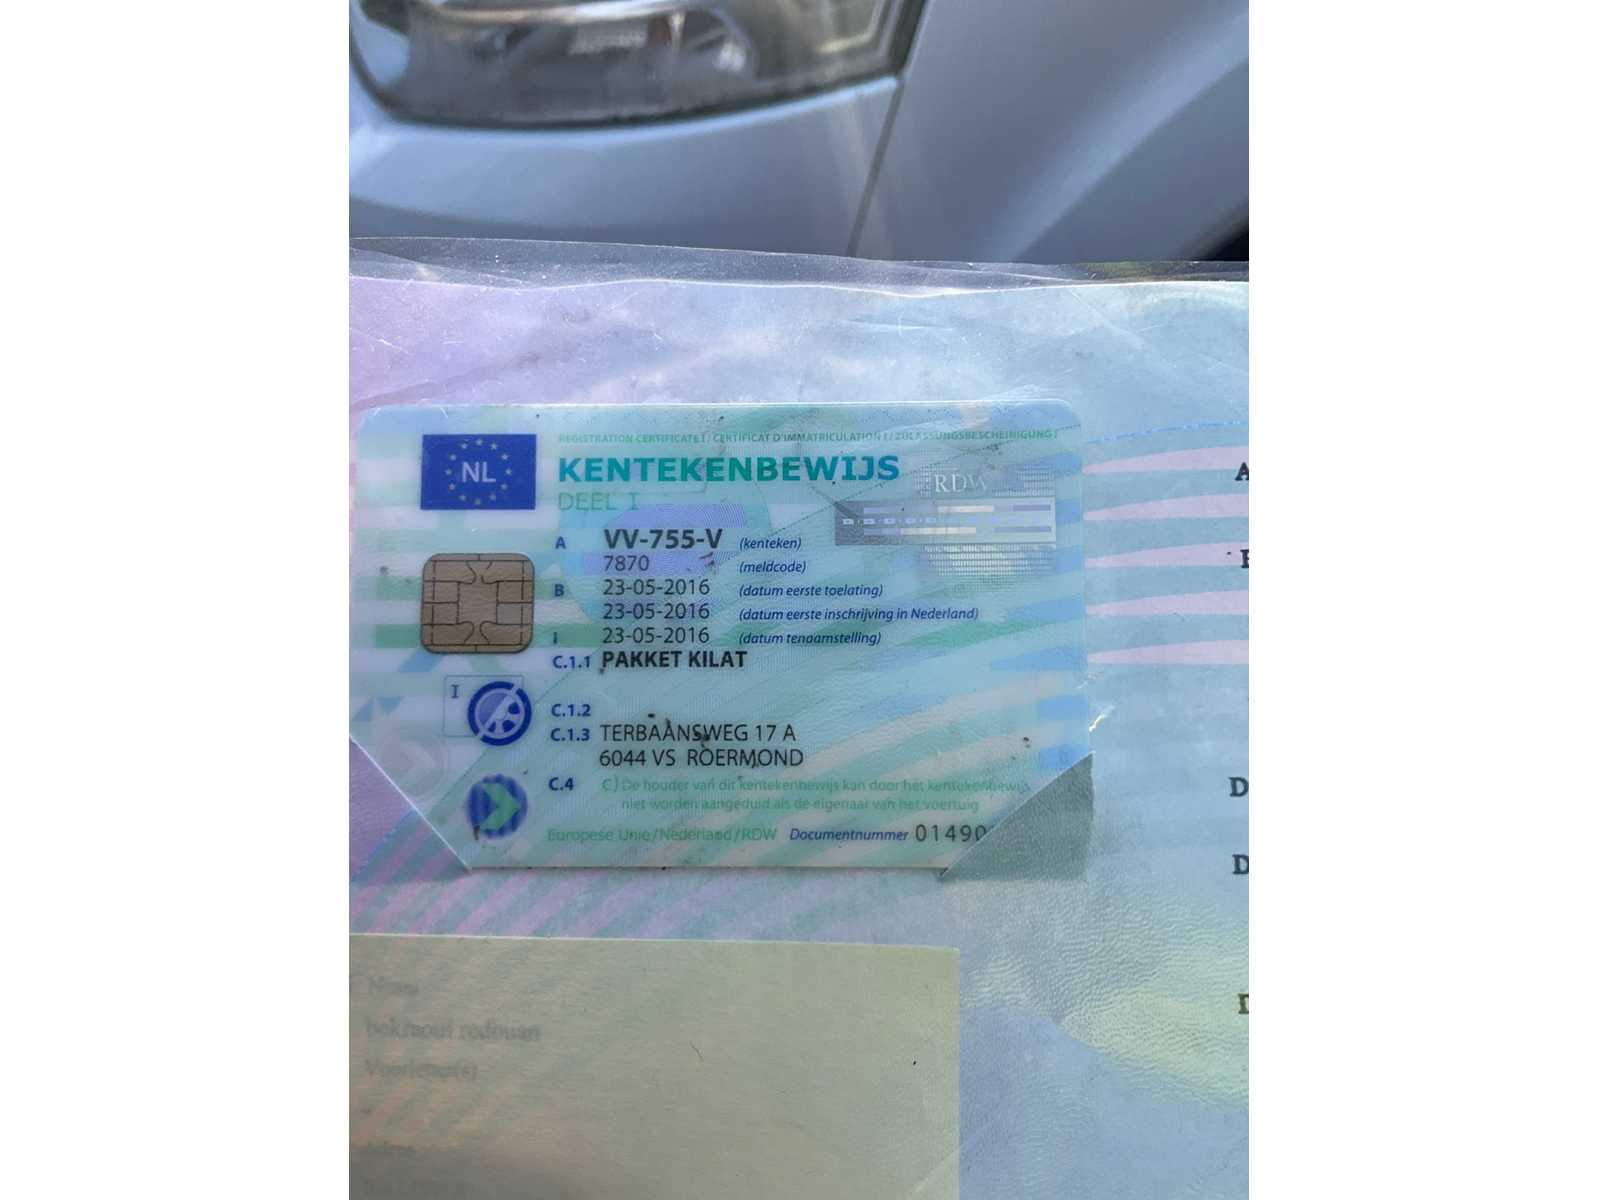 REGISTRATION CERTIFICATE I / CERTIFICAT D'IMMATRICULATION I / ZULASSUNGSBESCHEINIGUNG I
NL
KENTEKENBEWIJS
DEEL I
RDW
A VV-755-V (kenteken)
7870 (meldcode)
B 23-05-2016 (datum eerste toelating)
23-05-2016 (datum eerste inschrijving in Nederland)
I 23-05-2016 (datum tenaamstelling)
C.1.1 PAKKET KILAT
I
C.1.2
C.1.3 TERBAANSWEG 17 A
6044 VS ROERMOND
C.4 C) De houder van dit kentekenbewijs kan door het kentekenbewijs
niet worden aangeduid als de eigenaar van het voertuig
Europese Unie/Nederland/RDW Documentnummer 01490
D
D
Naam
redouan
Voorletter(s)